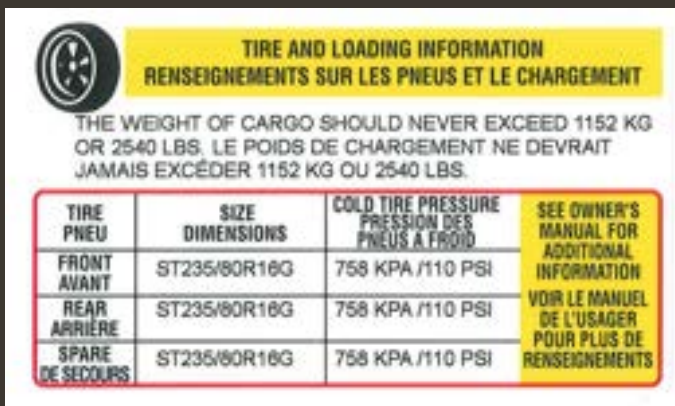 TIRE AND LOADING INFORMATION
RENSEIGNEMENTS SUR LES PNEUS ET LE CHARGEMENT
THE WEIGHT OF CARGO SHOULD NEVER EXCEED 1152 KG
OR 2540 LBS. LE POIDS DE CHARGEMENT NE DEVRAIT
JAMAIS EXCÉDER 1152 KG OU 2540 LBS.
TIRE
PNEU
SIZE
DIMENSIONS
COLD TIRE PRESSURE
PRESSION DES
PNEUS A FROID
SEE OWNER'S
MANUAL FOR
ADDITIONAL
INFORMATION
VOIR LE MANUEL
DE L'USAGER
POUR PLUS DE
RENSEIGNEMENTS
FRONT
AVANT
ST235/80R16G
758 KPA /110 PSI
REAR
ARRIÈRE
ST235/80R16G
758 KPA /110 PSI
SPARE
DE SECOURS
ST235/80R16G
758 KPA /110 PSI